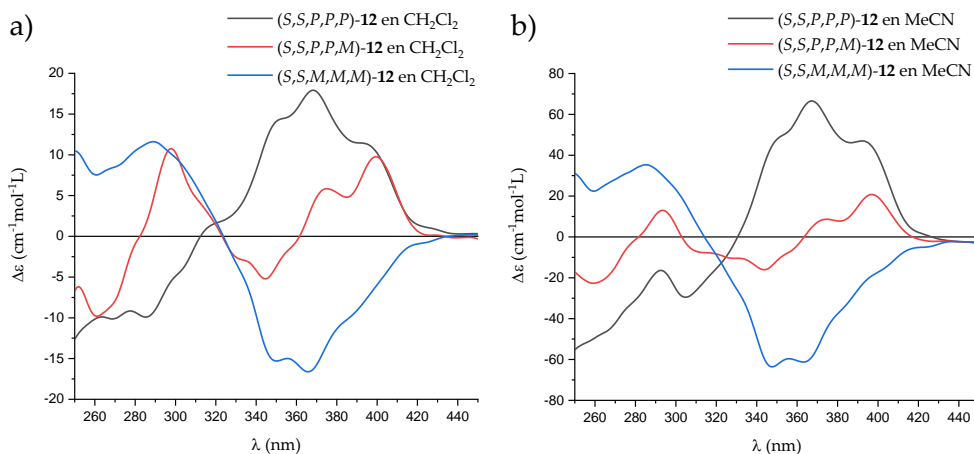 a)
(S,S,P,P,P)-12 en CH₂Cl₂
(S,S,P,P,M)-12 en CH₂Cl₂
(S,S,M,M,M)-12 en CH₂Cl₂
20
15
10
5
0
-5
-10
-15
-20
Δε (cm⁻¹mol⁻¹L)
260 280 300 320 340 360 380 400 420 440
λ (nm)
b)
(S,S,P,P,P)-12 en MeCN
(S,S,P,P,M)-12 en MeCN
(S,S,M,M,M)-12 en MeCN
80
60
40
20
0
-20
-40
-60
-80
Δε (cm⁻¹mol⁻¹L)
260 280 300 320 340 360 380 400 420 440
λ (nm)